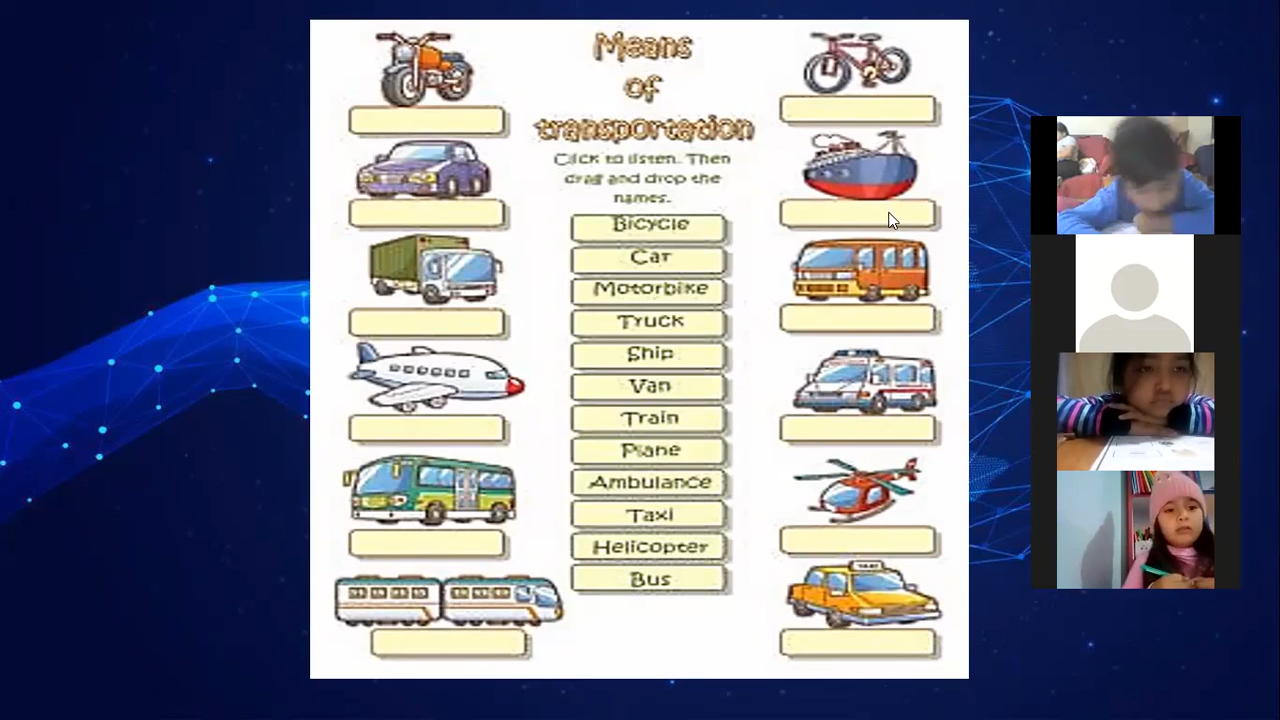 Means
of
transportation
Click to listen. Then
drag and drop the
names.
Bicycle
Car
Motorbike
Truck
Ship
Van
Train
Plane
Ambulance
Taxi
Helicopter
Bus
TAXI